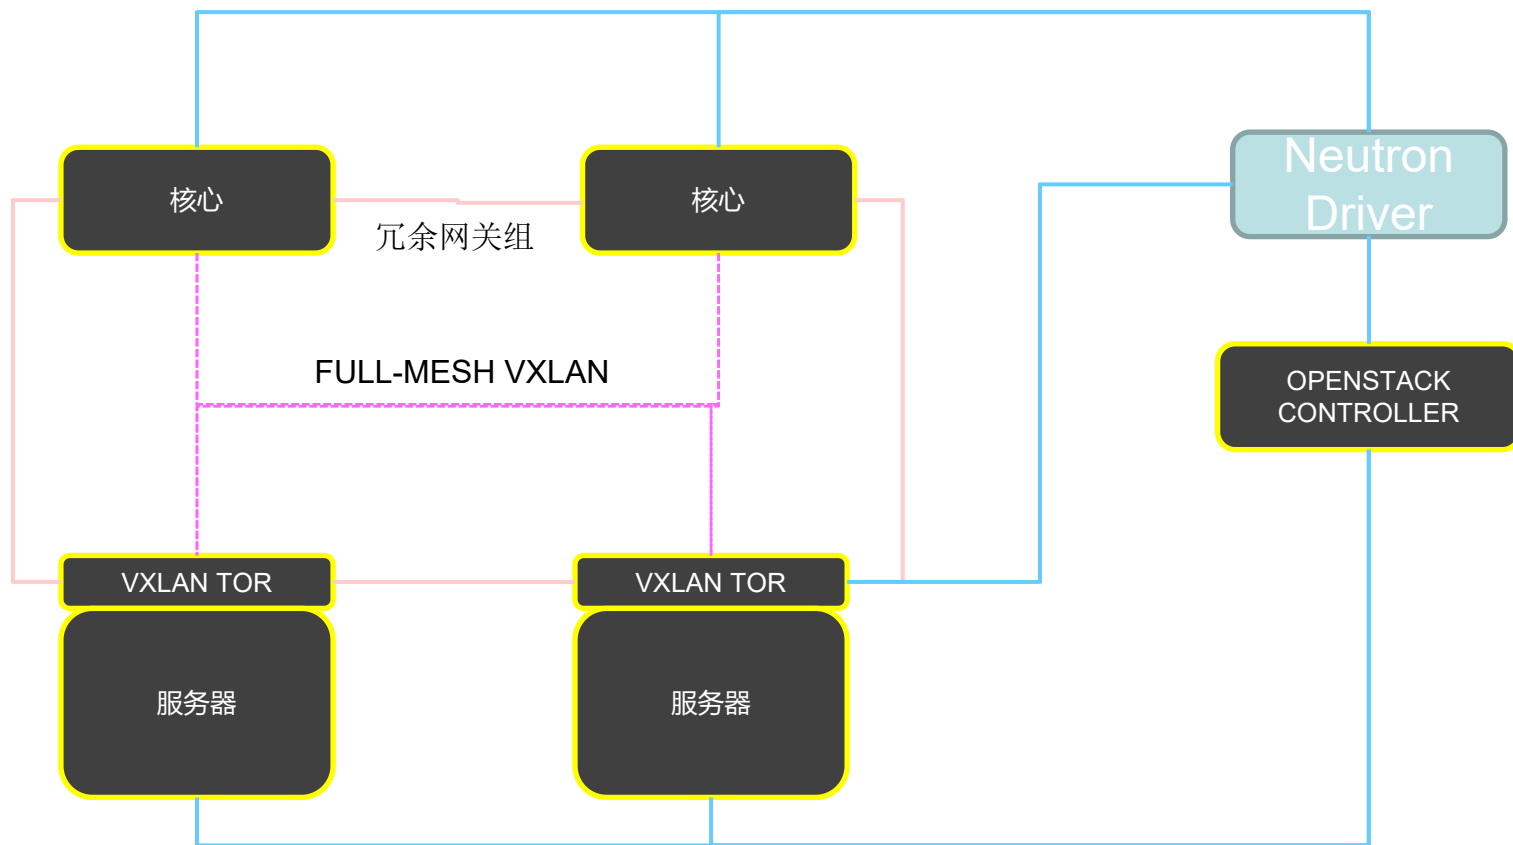 Neutron
Driver
核心
核心
冗余网关组
FULL-MESH VXLAN
OPENSTACK
CONTROLLER
VXLAN TOR
VXLAN TOR
服务器
服务器